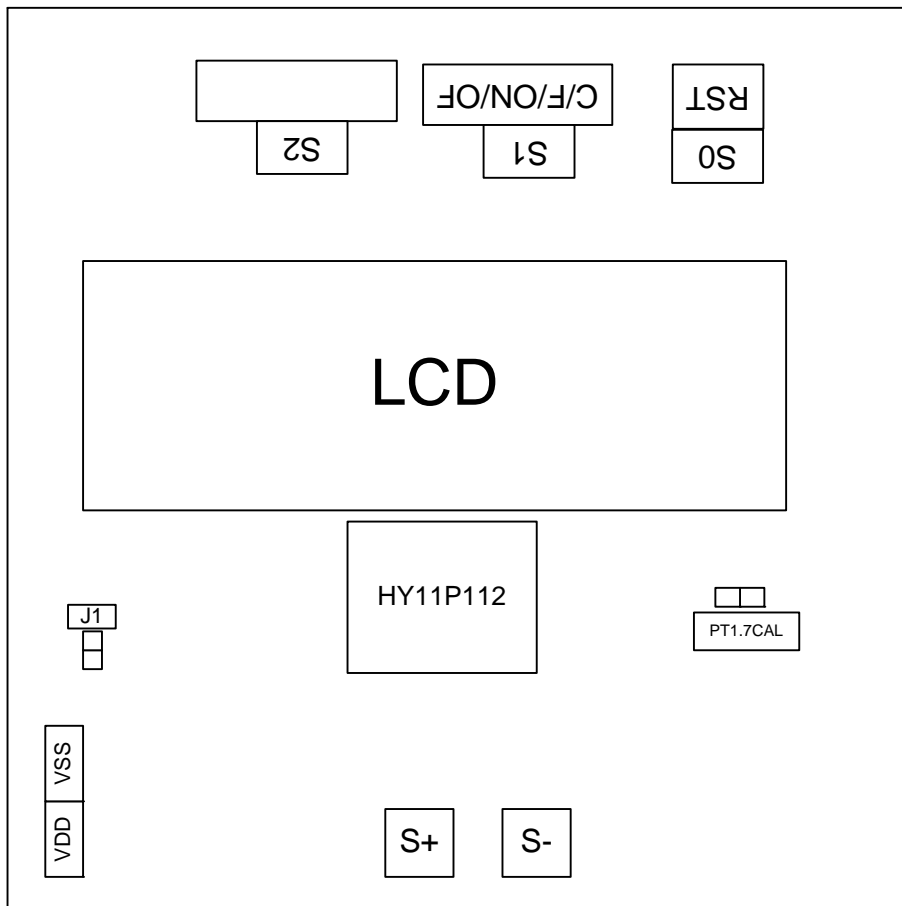 C/F/ON/OF
RST
S2
S1
S0
LCD
HY11P112
J1
PT1.7CAL
VSS
VDD
S+
S-